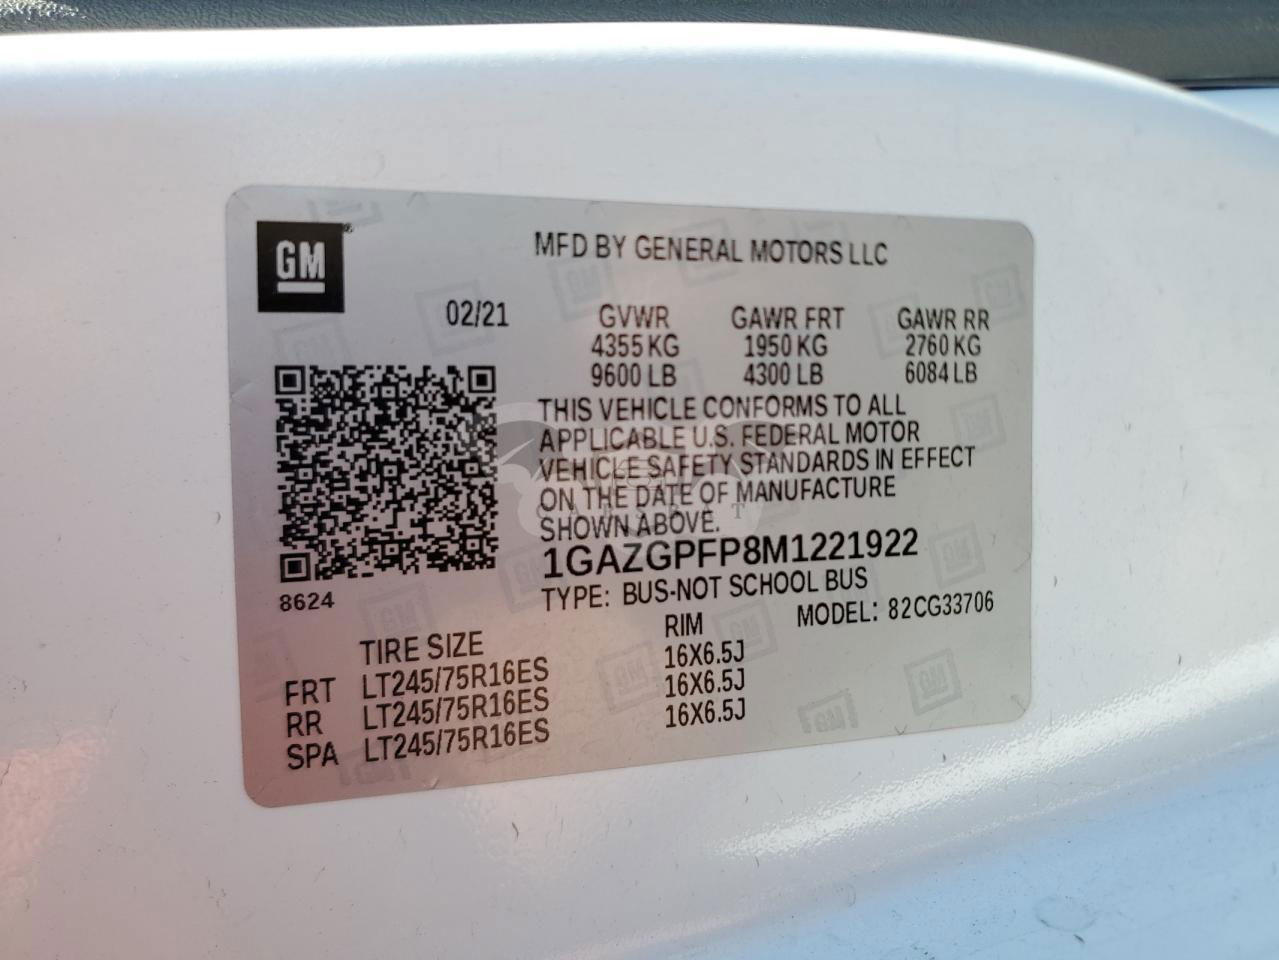 GM
MFD BY GENERAL MOTORS LLC
02/21 GVWR GAWR FRT GAWR RR
4355 KG 1950 KG 2760 KG
9600 LB 4300 LB 6084 LB
THIS VEHICLE CONFORMS TO ALL
APPLICABLE U.S. FEDERAL MOTOR
VEHICLE SAFETY STANDARDS IN EFFECT
ON THE DATE OF MANUFACTURE
SHOWN ABOVE.
1GAZGPFP8M1221922
8624
TYPE: BUS-NOT SCHOOL BUS
MODEL: 82CG33706
TIRE SIZE RIM
FRT LT245/75R16ES 16X6.5J
RR LT245/75R16ES 16X6.5J
SPA LT245/75R16ES 16X6.5J